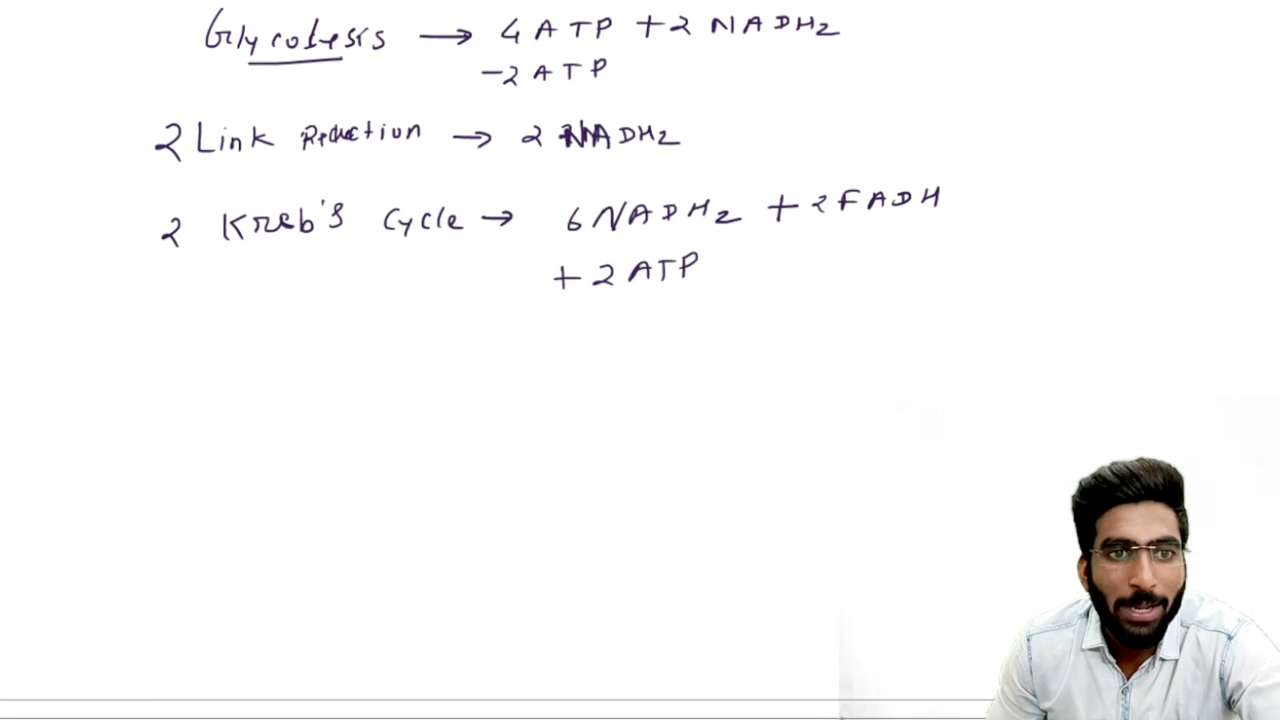 Glycolysis → 4 ATP + 2 NADH2
-2 ATP
2 Link Reaction → 2 NADH2
2 Kreb's Cycle → 6 NADH2 + 2 FADH
+ 2 ATP